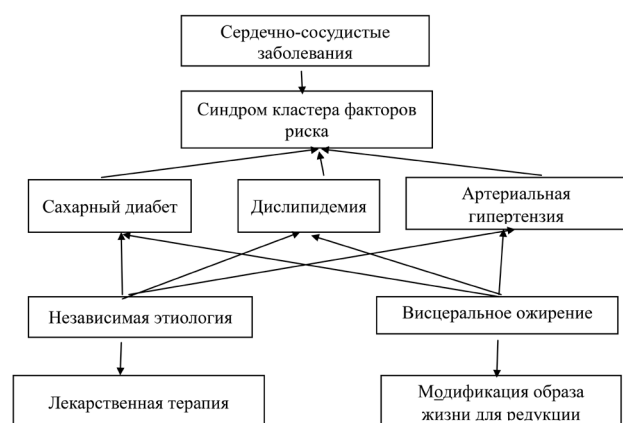 Сердечно-сосудистые
заболевания
Синдром кластера факторов
риска
Сахарный диабет
Дислипидемия
Артериальная
гипертензия
Независимая этиология
Висцеральное ожирение
Лекарственная терапия
Модификация образа
жизни для редукции